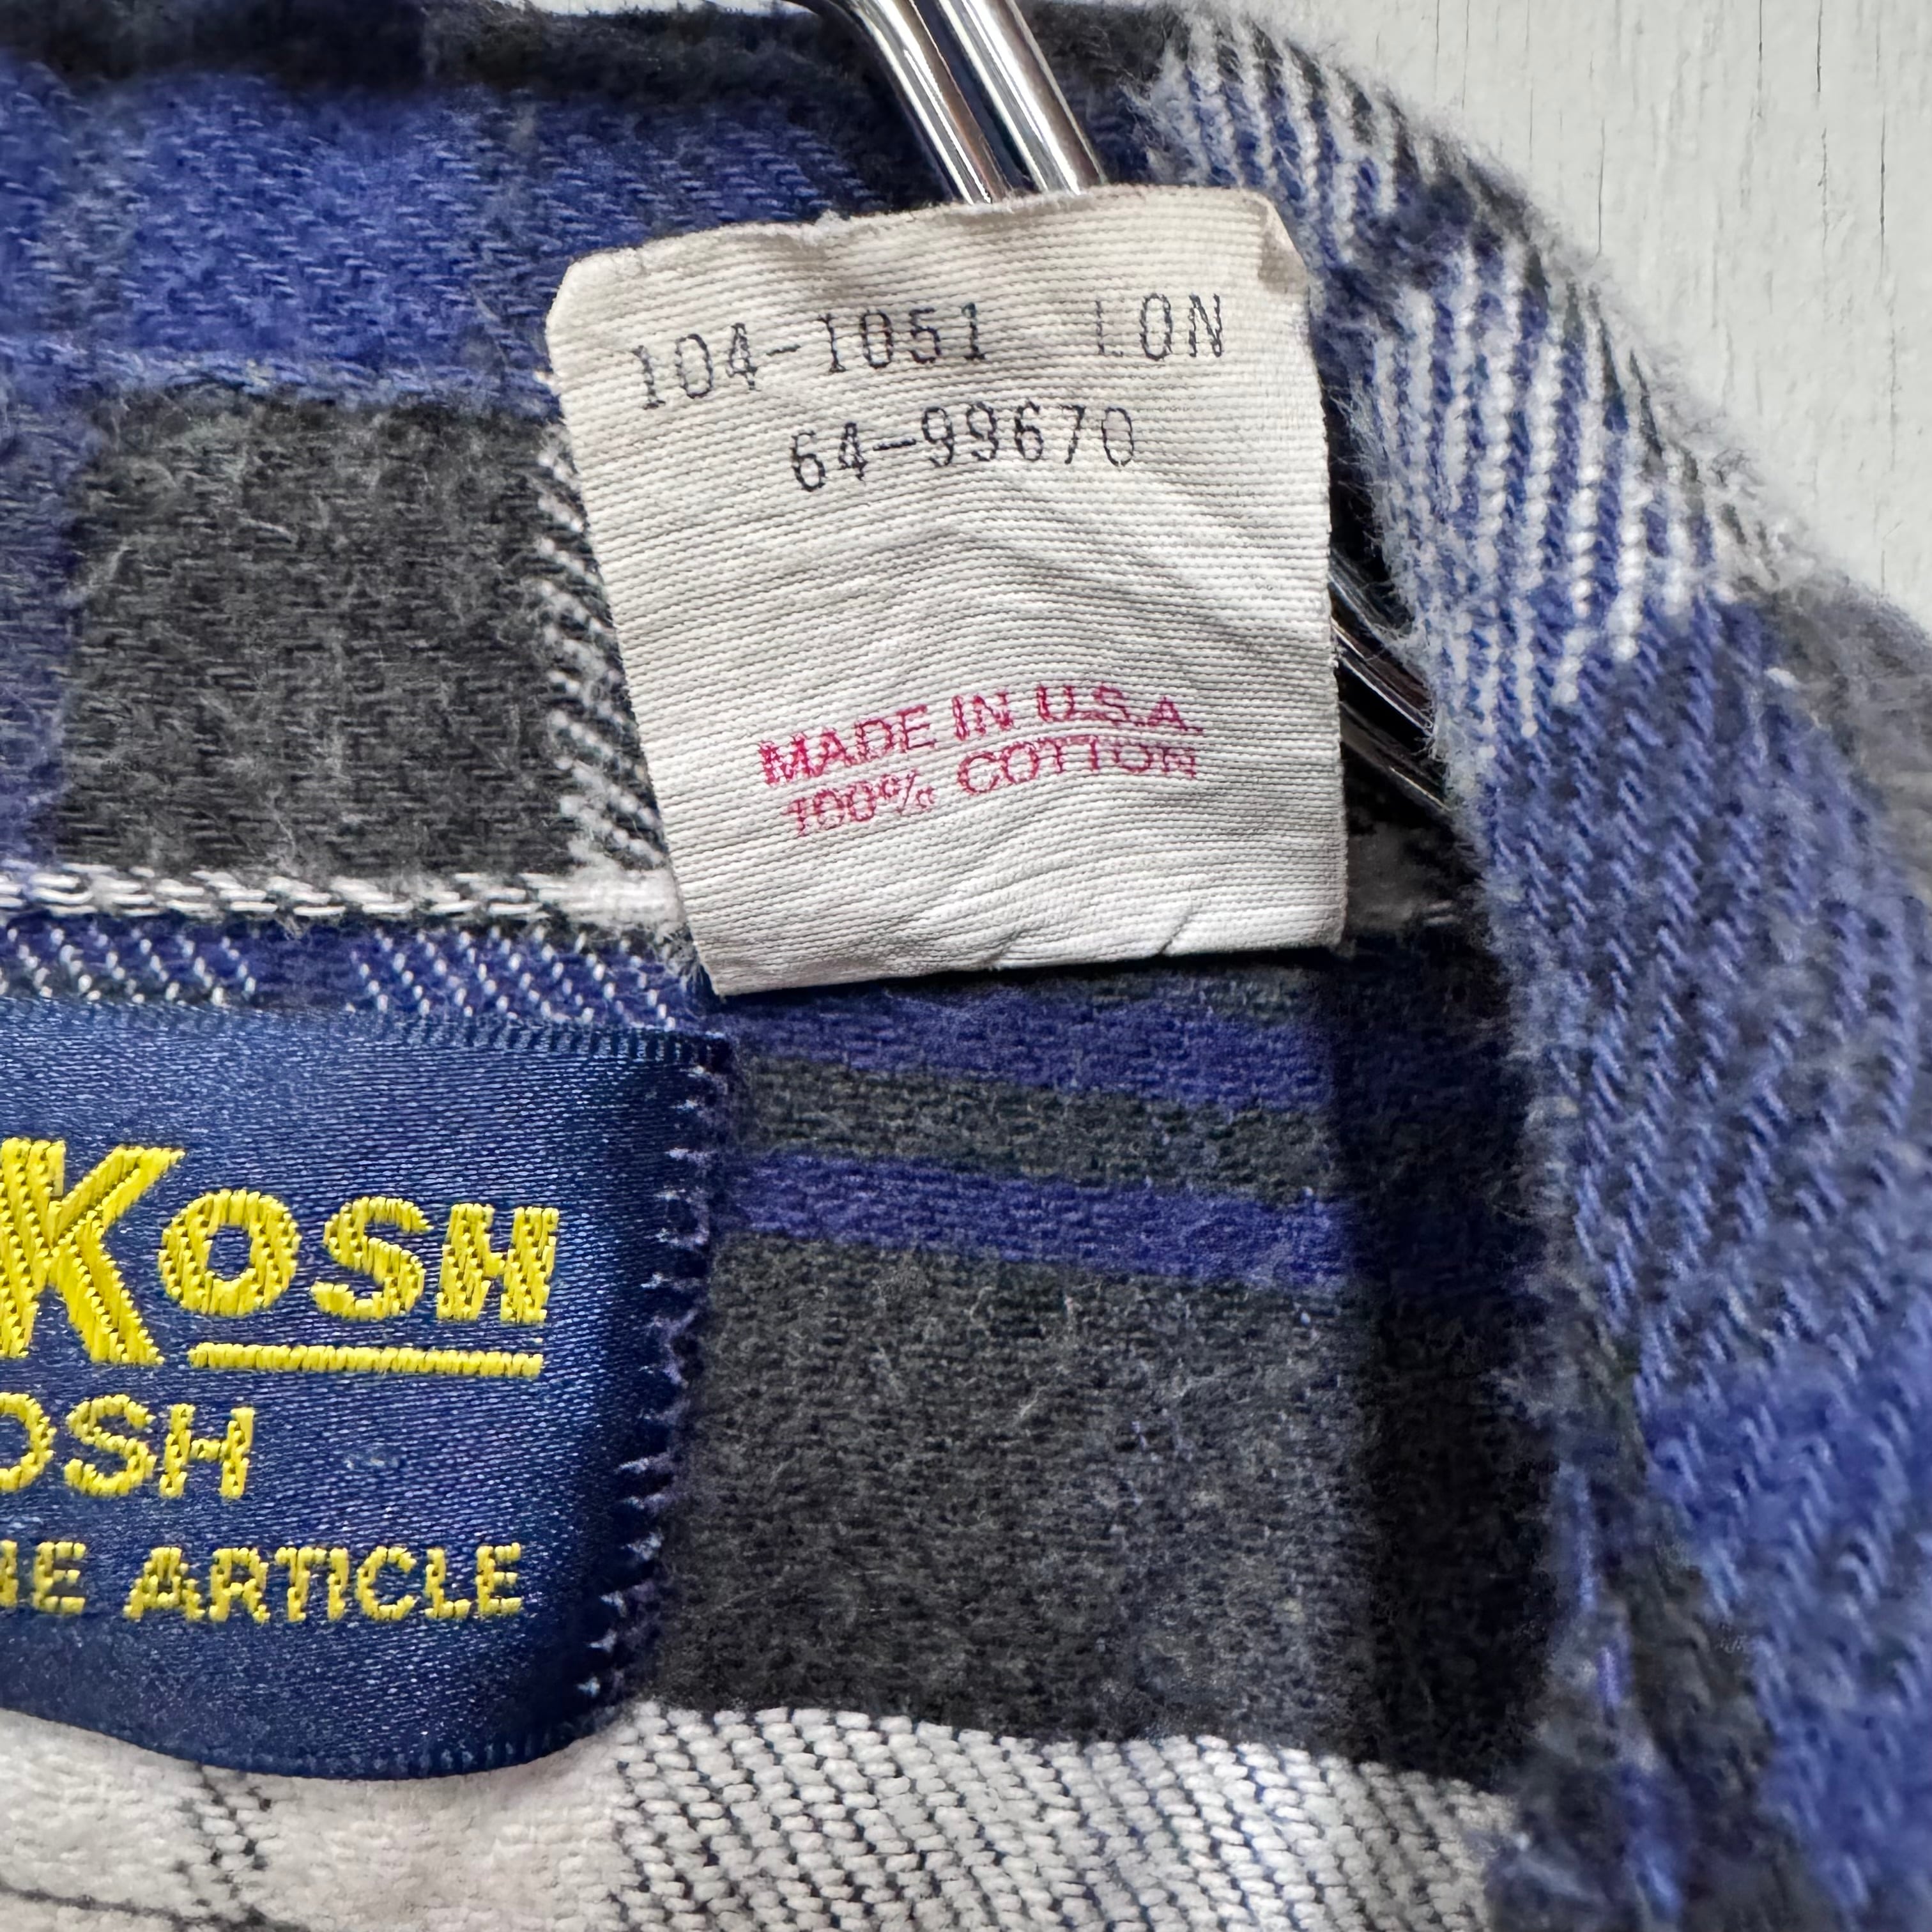 104-1051 LON
64-99670
MADE IN U.S.A.
100% COTTON
KOSH
OSH
ARTICLE